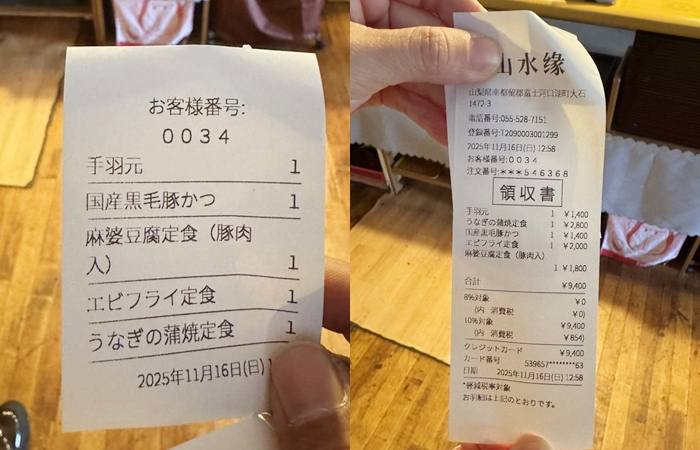 お客様番号:
0034
手羽元 1
国産黒毛豚かつ 1
麻婆豆腐定食（豚肉
入） 1
エビフライ定食 1
うなぎの蒲焼定食 1
2025年11月16日(日)
山水缘
山梨県南都留郡富士河口湖町大石
1472-3
電話番号:055-528-7151
登録番号:T2090003001299
2025年11月16日(日) 12:58
お客様番号:0034
注文番号:***546368
領収書
手羽元 1 ¥1,400
うなぎの蒲焼定食 1 ¥2,800
国産黒毛豚かつ 1 ¥1,400
エビフライ定食 1 ¥2,000
麻婆豆腐定食（豚肉入）
1 ¥1,800
合計 ¥9,400
8%対象 ¥0
(内 消費税 ¥0)
10%対象 ¥9,400
(内 消費税 ¥854)
クレジットカード ¥9,400
カード番号 539657********63
日期 2025年11月16日(日) 12:58
*軽減税率対象
お手動は上記のとおりです。